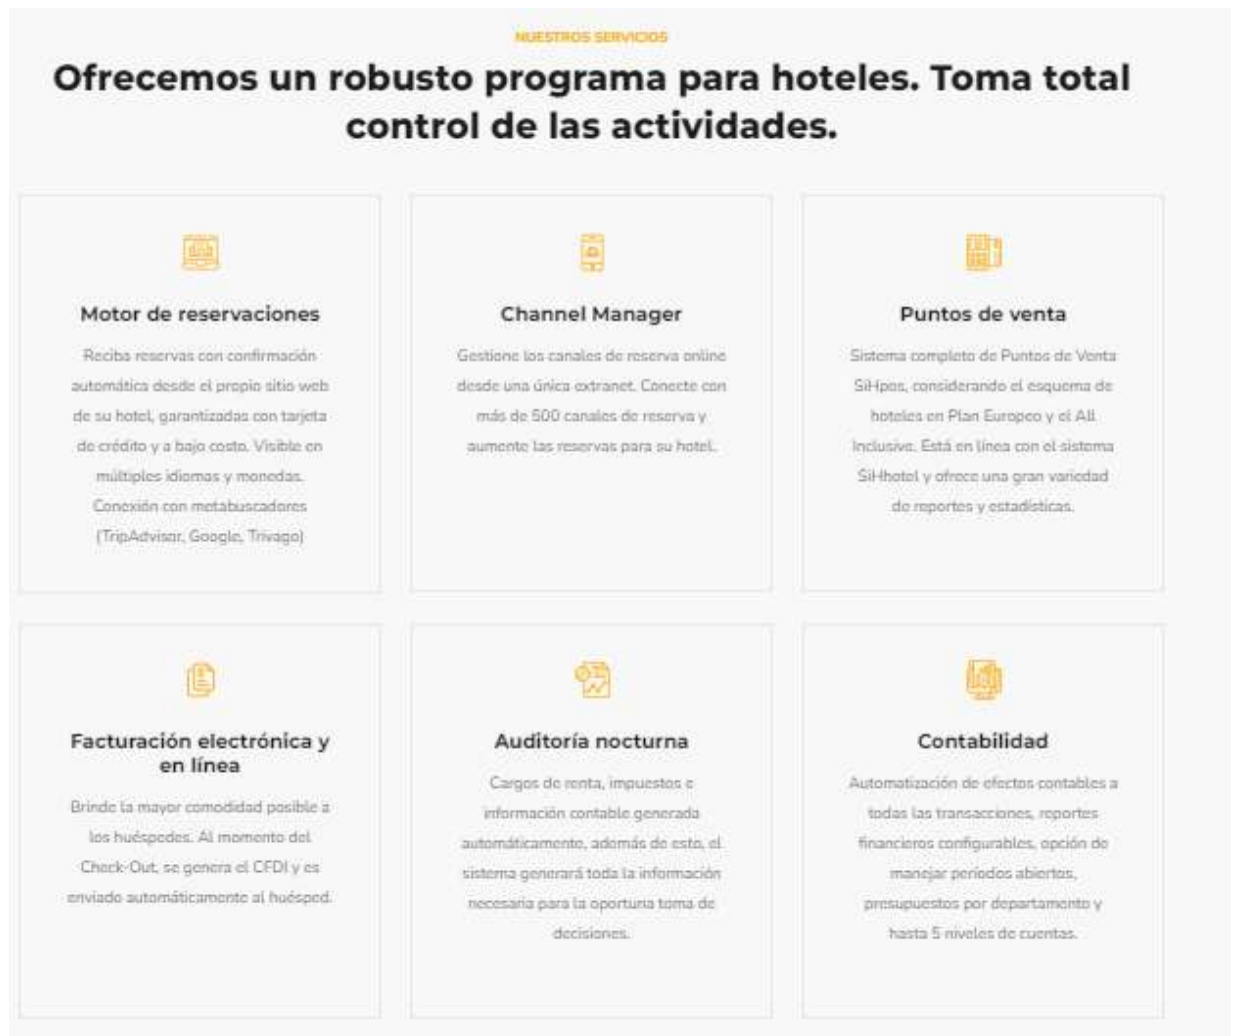 NUESTROS SERVICIOS
Ofrecemos un robusto programa para hoteles. Toma total
control de las actividades.
Motor de reservaciones
Reciba reservas con confirmación
automática desde el propio sitio web
de su hotel, garantizadas con tarjeta
de crédito y a bajo costo. Visible en
múltiples idiomas y monedas.
Conexión con metabuscadores
(TripAdvisor, Google, Trivago)
Channel Manager
Gestione los canales de reserva online
desde una única extranet. Conecte con
más de 500 canales de reserva y
aumente las reservas para su hotel.
Puntos de venta
Sistema completo de Puntos de Venta
SiHpos, considerando el esquema de
hoteles en Plan Europeo y el All
Inclusive. Está en línea con el sistema
SiHhotel y ofrece una gran variedad
de reportes y estadísticas.
Facturación electrónica y
en línea
Brinde la mayor comodidad posible a
los huéspedes. Al momento del
Check-Out, se genera el CFDI y es
enviado automáticamente al huésped.
Auditoría nocturna
Cargos de renta, impuestos e
información contable generada
automáticamente, además de esto, el
sistema generará toda la información
necesaria para la oportuna toma de
decisiones.
Contabilidad
Automatización de efectos contables a
todas las transacciones, reportes
financieros configurables, opción de
manejar periodos abiertos,
presupuestos por departamento y
hasta 5 niveles de cuentas.